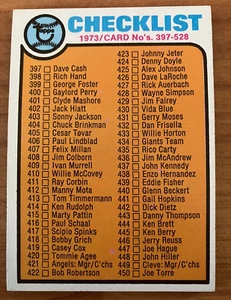 CHECKLIST
1973/CARD No's. 397-528
397 Dave Cash
398 Rich Hand
399 George Foster
400 Gaylord Perry
401 Clyde Mashore
402 Jack Hiatt
403 Sonny Jackson
404 Chuck Brinkman
405 Cesar Tovar
406 Paul Lindblad
407 Felix Millan
408 Jim Colborn
409 Ivan Murrell
410 Willie McCovey
411 Ray Corbin
412 Manny Mota
413 Tom Timmermann
414 Ken Rudolph
415 Marty Pattin
416 Paul Schaal
417 Scipio Spinks
418 Bobby Grich
419 Casey Cox
420 Tommie Agee
421 Angels: Mgr/C'hs
422 Bob Robertson
423 Johnny Jeter
424 Denny Doyle
425 Alex Johnson
426 Dave LaRoche
427 Rick Auerbach
428 Wayne Simpson
429 Jim Fairey
430 Vida Blue
431 Gerry Moses
432 Dan Frisella
433 Willie Horton
434 Giants Team
435 Rico Carty
436 Jim McAndrew
437 John Kennedy
438 Enzo Hernandez
439 Eddie Fisher
440 Glenn Beckert
441 Gail Hopkins
442 Dick Dietz
443 Danny Thompson
444 Ken Brett
445 Ken Berry
446 Jerry Reuss
447 Joe Hague
448 John Hiller
449 Cleve: Mgr/C'hs
450 Joe Torre